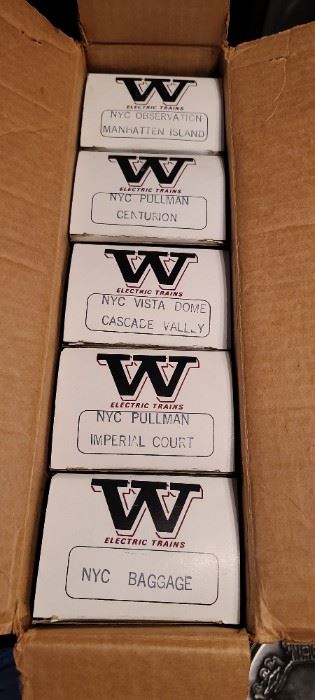 W
ELECTRIC TRAINS
NYC OBSERVATION
MANHATTEN ISLAND
W
ELECTRIC TRAINS
NYC PULLMAN
CENTURION
W
ELECTRIC TRAINS
NYC VISTA DOME
CASCADE VALLEY
W
ELECTRIC TRAINS
NYC PULLMAN
IMPERIAL COURT
W
ELECTRIC TRAINS
NYC BAGGAGE